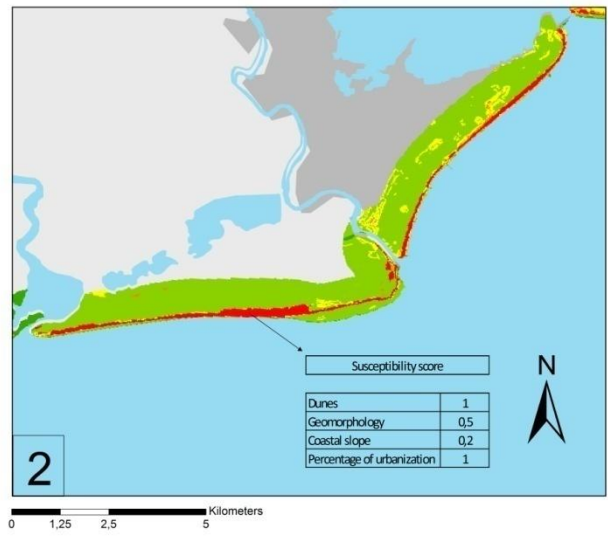 Susceptibility score
N
Dunes 1
Geomorphology 0,5
Coastal slope 0,2
Percentage of urbanization 1
2
Kilometers
0 1,25 2,5 5